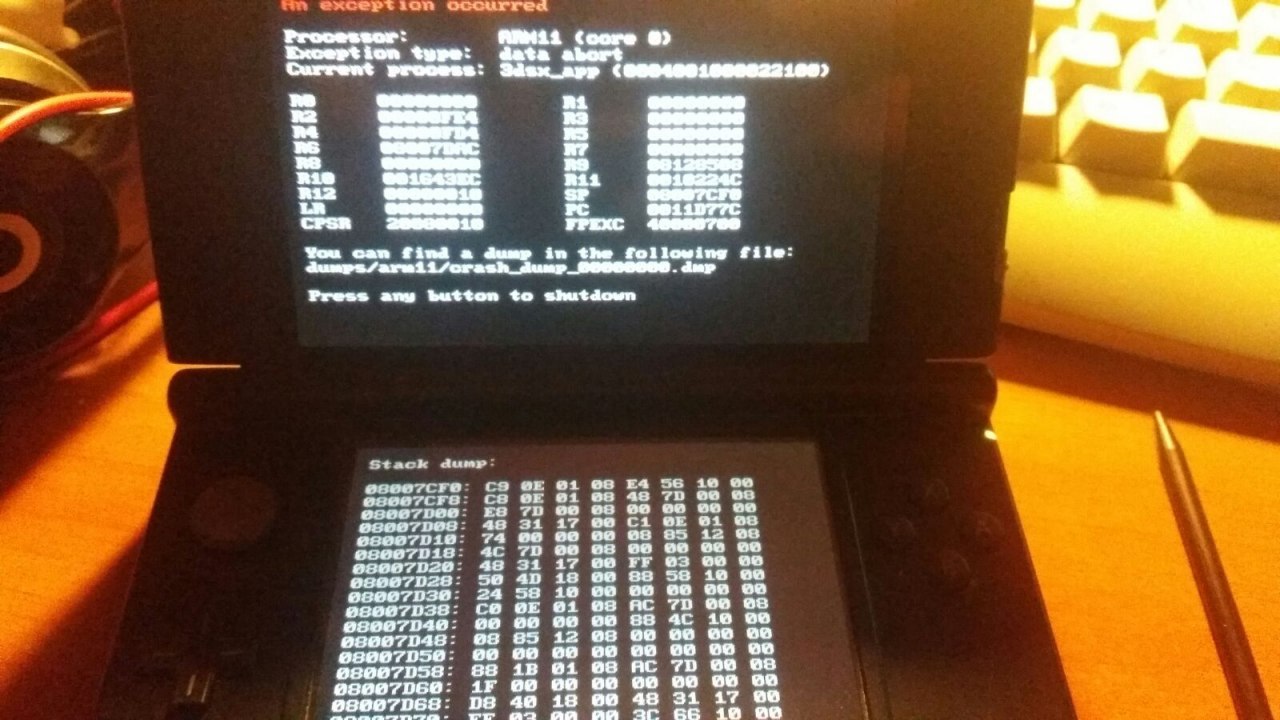 An exception occurred
Processor: ARM11 (core 0)
Exception type: data abort
Current process: 3dsx_app (0004001000022100)
R0 00000000 R1 00000000
R2 00000FE4 R3 00000000
R4 00000FD4 R5 00000000
R6 08007DAC R7 00000000
R8 00000000 R9 08128508
R10 001643EC R11 0010224C
R12 00000010 SP 08007CF0
LR 00000000 PC 0011D77C
CPSR 20080010 FPEXC 40000700
You can find a dump in the following file:
dumps/arm11/crash_dump_00000000.dmp
Press any button to shutdown
Stack dump:
08007CF0: C9 0E 01 08 E4 56 10 00
08007CF8: C8 0E 01 08 48 7D 00 08
08007D00: E8 7D 00 08 00 00 00 00
08007D08: 48 31 17 00 C1 0E 01 08
08007D10: 74 00 00 00 08 85 12 08
08007D18: 4C 7D 00 08 00 00 00 00
08007D20: 48 31 17 00 FF 03 00 00
08007D28: 50 4D 18 00 88 58 10 00
08007D30: 24 58 10 00 00 00 00 00
08007D38: C0 0E 01 08 AC 7D 00 08
08007D40: 00 00 00 00 88 4C 10 00
08007D48: 08 85 12 08 00 00 00 00
08007D50: 00 00 00 00 00 00 00 00
08007D58: 88 1B 01 08 AC 7D 00 08
08007D60: 1F 00 00 00 00 00 00 00
08007D68: D8 40 18 00 48 31 17 00
08007D70: FF 03 00 00 3C 66 10 00